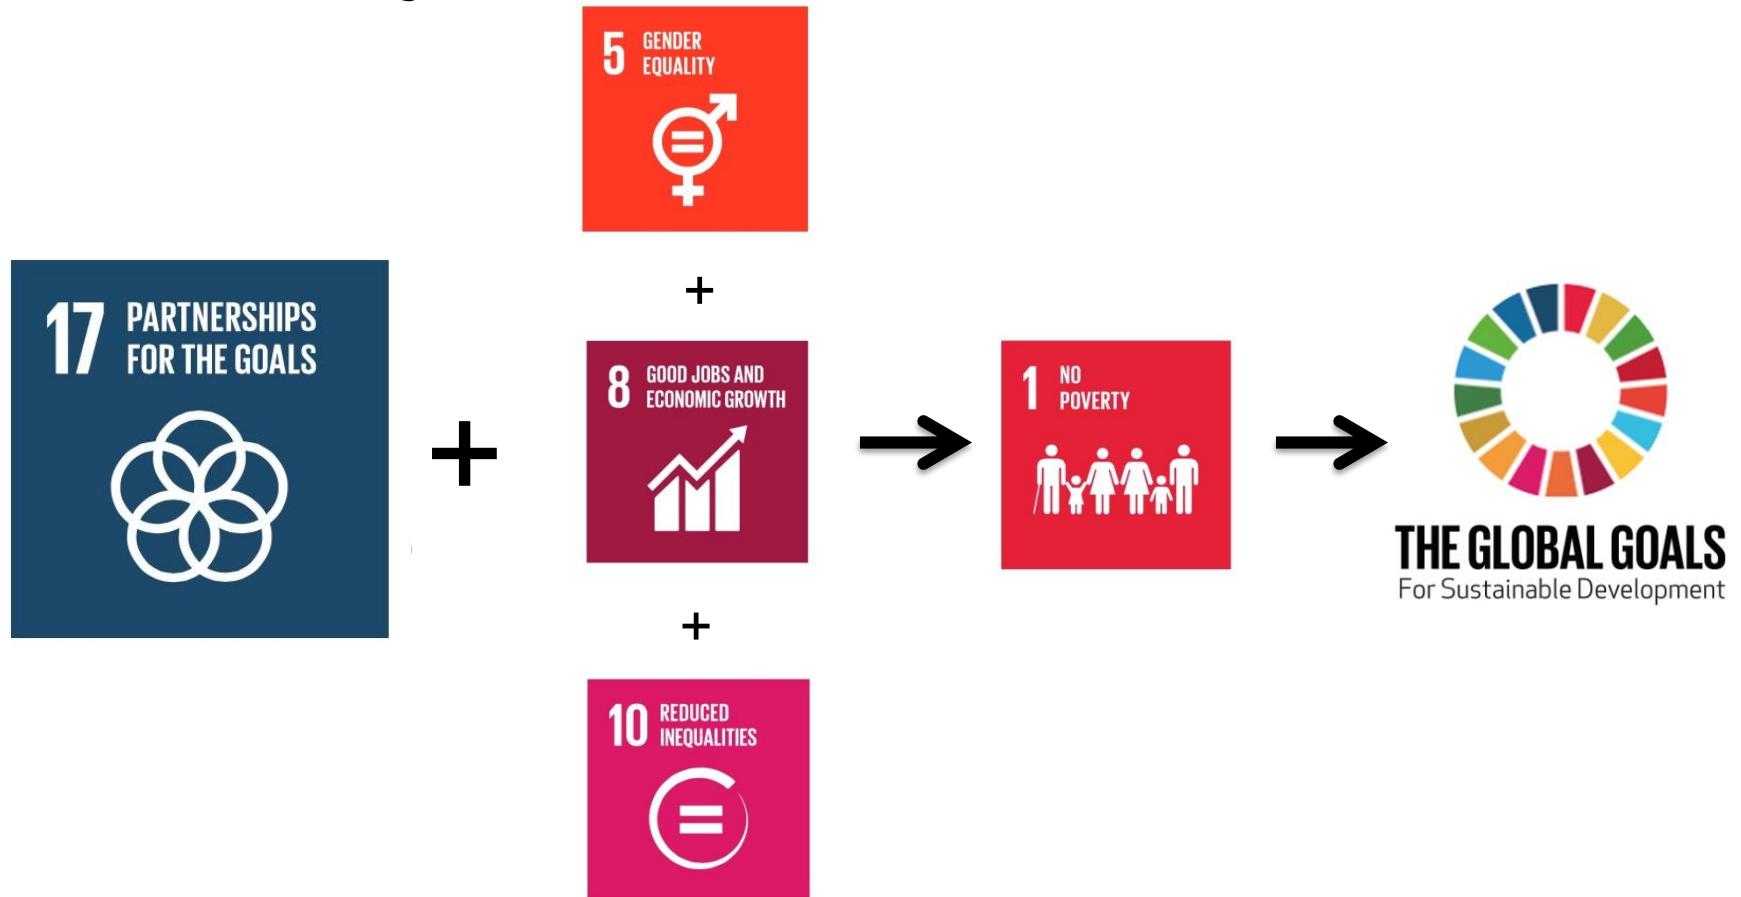 5 GENDER
EQUALITY
+
17 PARTNERSHIPS
FOR THE GOALS
+
8 GOOD JOBS AND
ECONOMIC GROWTH
+
10 REDUCED
INEQUALITIES
1 NO
POVERTY
THE GLOBAL GOALS
For Sustainable Development